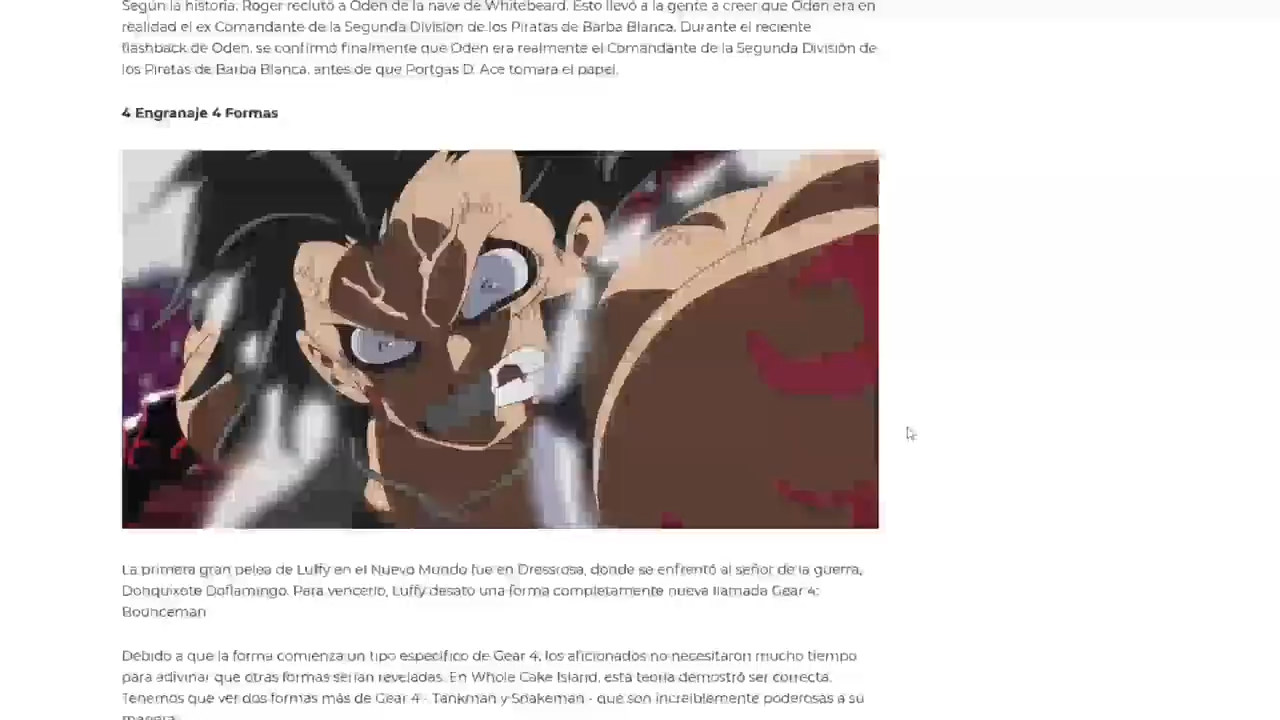 Según la historia, Roger reclutó a Oden de la nave de Whitebeard. Esto llevó a la gente a creer que Oden era en
realidad el ex Comandante de la Segunda División de los Piratas de Barba Blanca. Durante el reciente
flashback de Oden, se confirmó finalmente que Oden era realmente el Comandante de la Segunda División de
los Piratas de Barba Blanca, antes de que Portgas D. Ace tomara el papel.
4 Engranaje 4 Formas
La primera gran pelea de Luffy en el Nuevo Mundo fue en Dressrosa, donde se enfrentó al señor de la guerra,
Donquixote Doflamingo. Para vencerlo, Luffy desató una forma completamente nueva llamada Gear 4:
Bounceman
Debido a que la forma comienza un tipo específico de Gear 4, los aficionados no necesitaron mucho tiempo
para adivinar que otras formas serían reveladas. En Whole Cake Island, esta teoría demostró ser correcta.
Tenemos que ver dos formas más de Gear 4 - Tankman y Snakeman - que son increíblemente poderosas a su
manera.